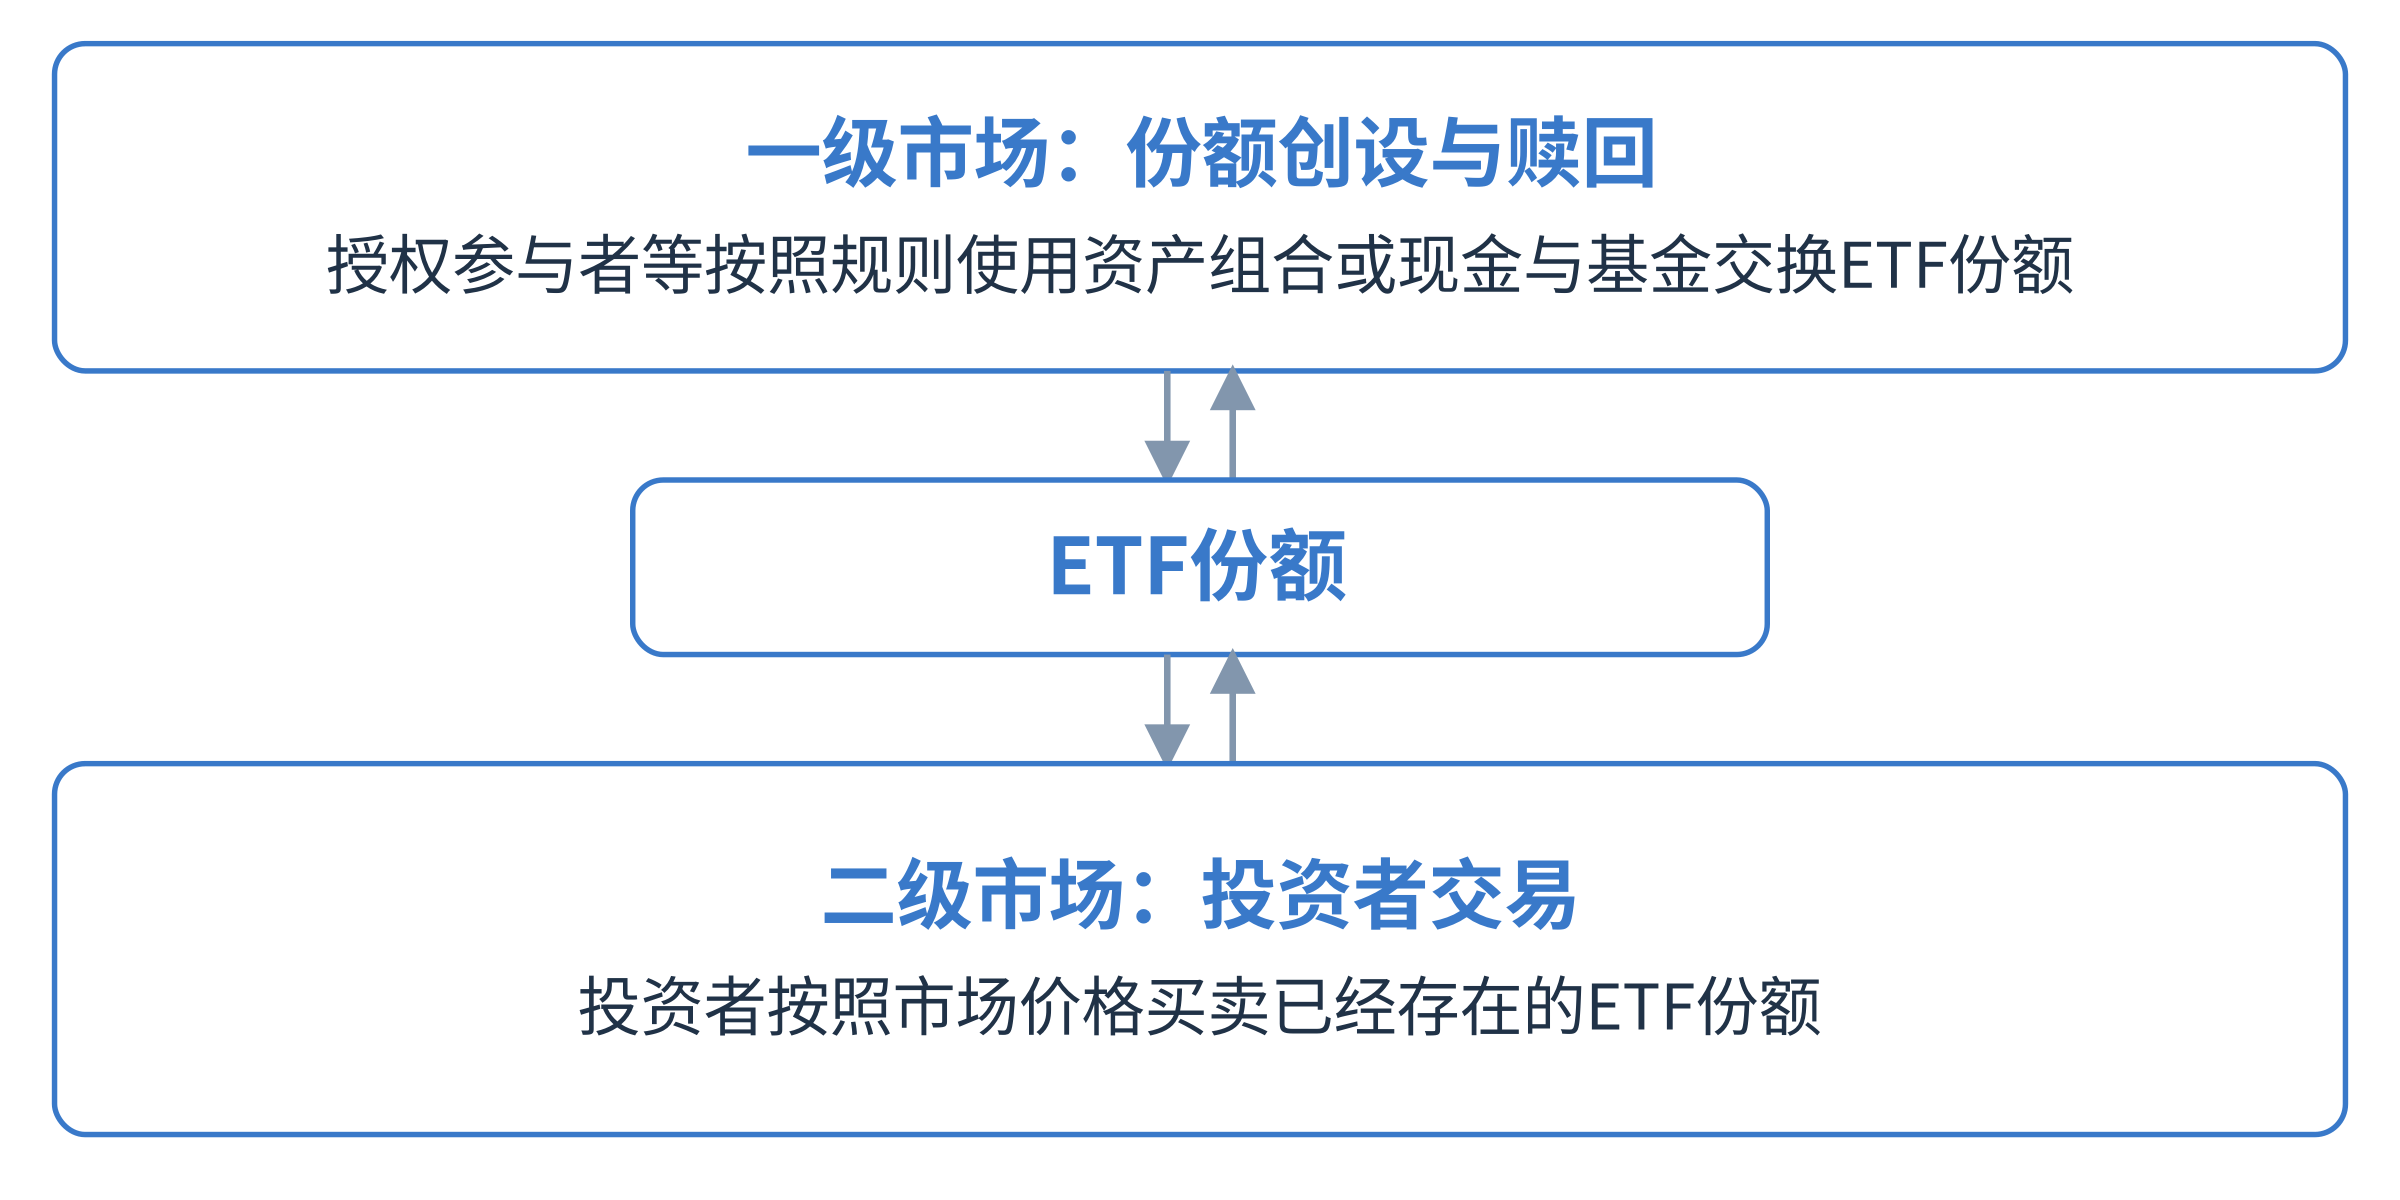 一级市场：份额创设与赎回
授权参与者等按照规则使用资产组合或现金与基金交换ETF份额
ETF份额
二级市场：投资者交易
投资者按照市场价格买卖已经存在的ETF份额